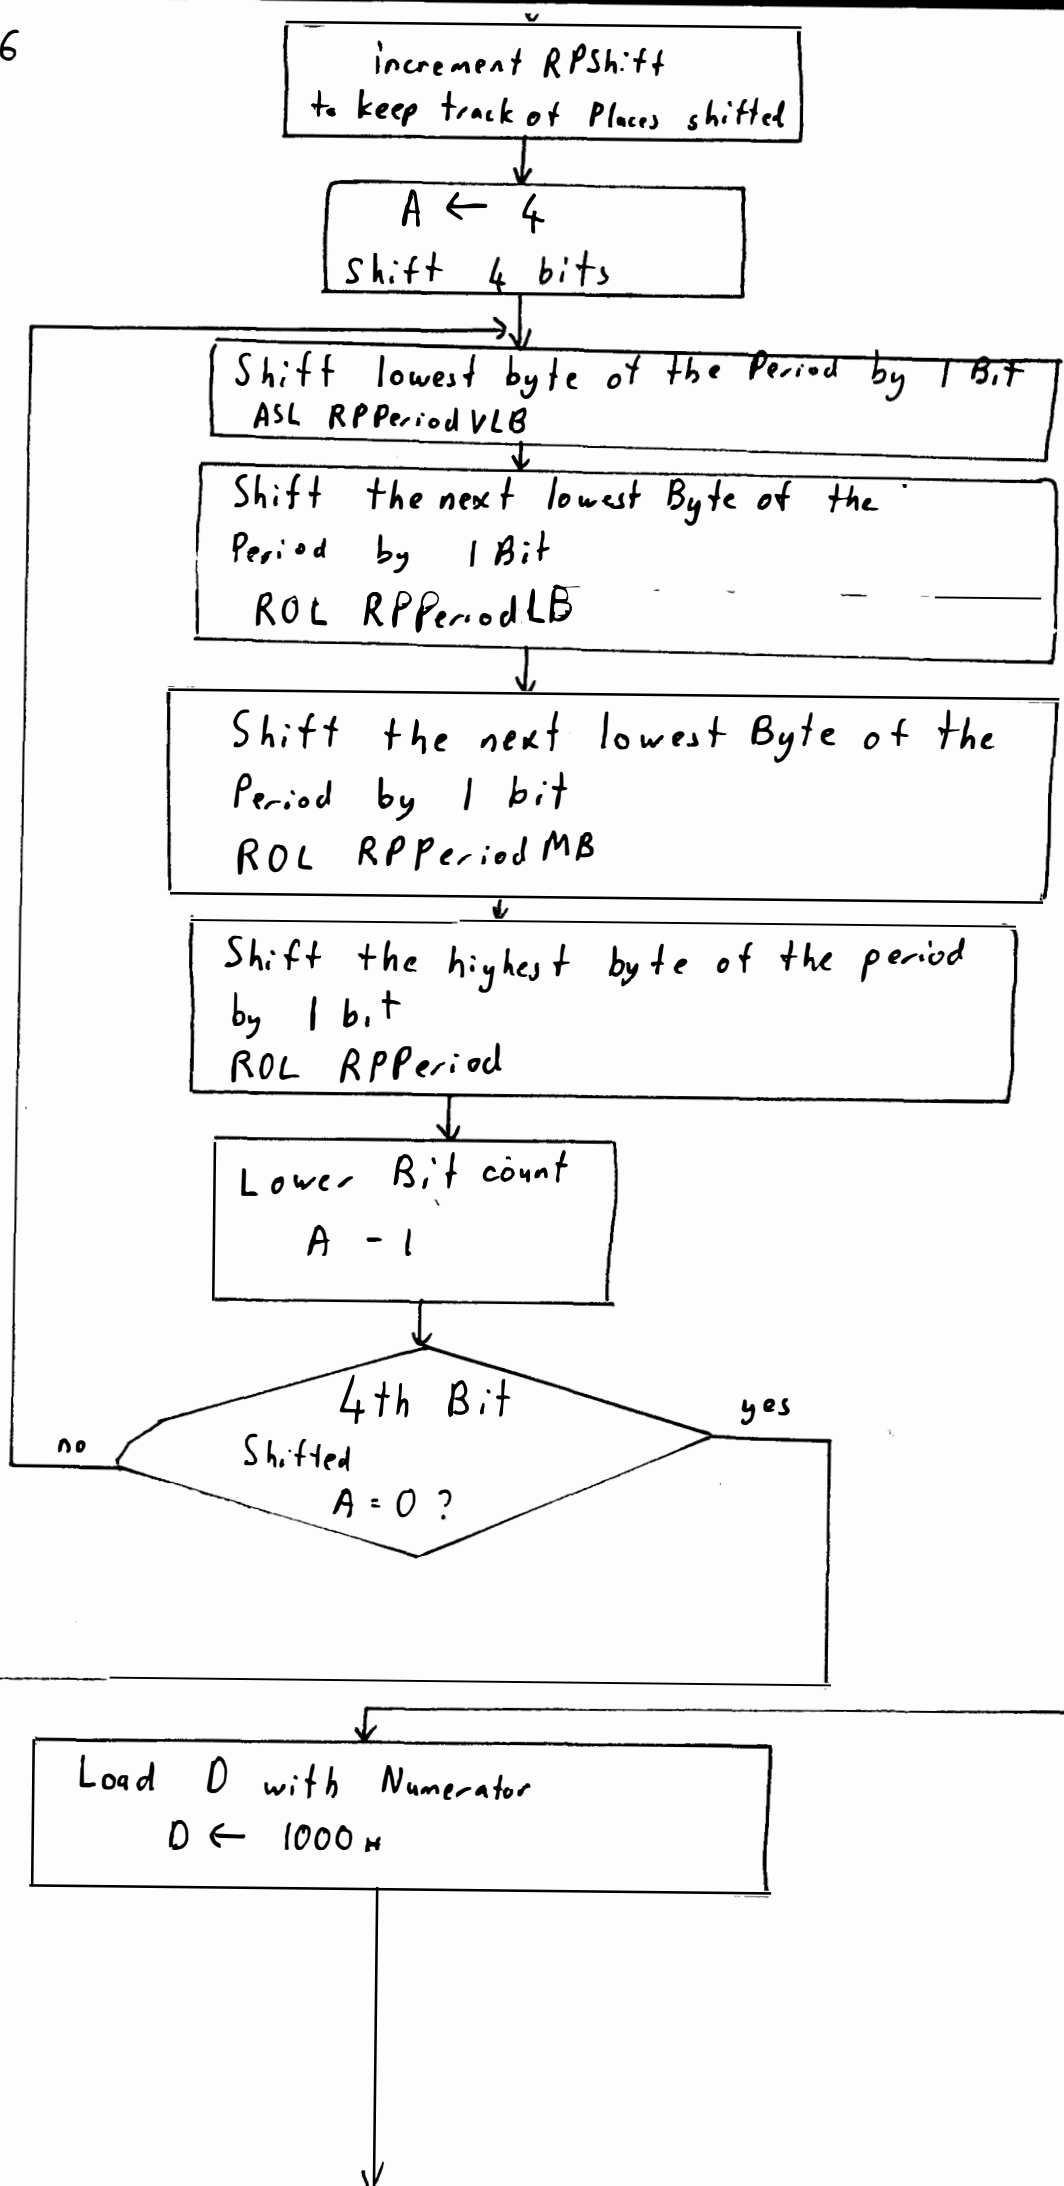 6
increment RPShift
to keep track of Places shifted
A ← 4
Shift 4 bits
Shift lowest byte of the Period by 1 Bit
ASL RPPeriodVLB
Shift the next lowest Byte of the
Period by 1 Bit
ROL RPPeriodLB
Shift the next lowest Byte of the
Period by 1 bit
ROL RPPeriodMB
Shift the highest byte of the period
by 1 bit
ROL RPPeriod
Lower Bit count
A - 1
4th Bit
Shifted
A = 0 ?
yes
no
Load D with Numerator
D ← 1000H